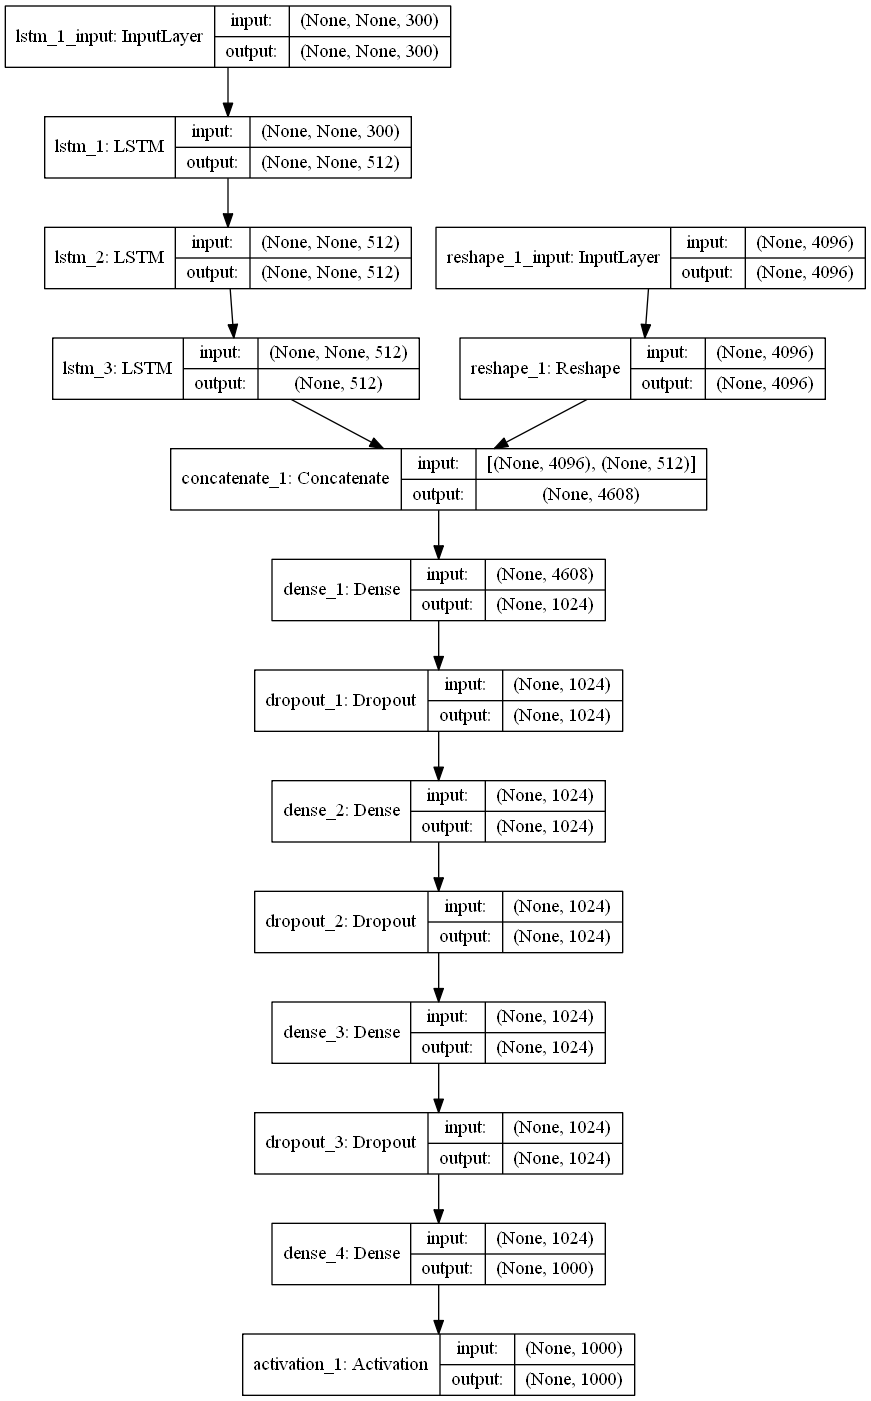 lstm_1_input: InputLayer
input:
(None, None, 300)
output:
(None, None, 300)
lstm_1: LSTM
input:
(None, None, 300)
output:
(None, None, 512)
lstm_2: LSTM
input:
(None, None, 512)
output:
(None, None, 512)
reshape_1_input: InputLayer
input:
(None, 4096)
output:
(None, 4096)
lstm_3: LSTM
input:
(None, None, 512)
output:
(None, 512)
reshape_1: Reshape
input:
(None, 4096)
output:
(None, 4096)
concatenate_1: Concatenate
input:
[(None, 4096), (None, 512)]
output:
(None, 4608)
dense_1: Dense
input:
(None, 4608)
output:
(None, 1024)
dropout_1: Dropout
input:
(None, 1024)
output:
(None, 1024)
dense_2: Dense
input:
(None, 1024)
output:
(None, 1024)
dropout_2: Dropout
input:
(None, 1024)
output:
(None, 1024)
dense_3: Dense
input:
(None, 1024)
output:
(None, 1024)
dropout_3: Dropout
input:
(None, 1024)
output:
(None, 1024)
dense_4: Dense
input:
(None, 1024)
output:
(None, 1000)
activation_1: Activation
input:
(None, 1000)
output:
(None, 1000)